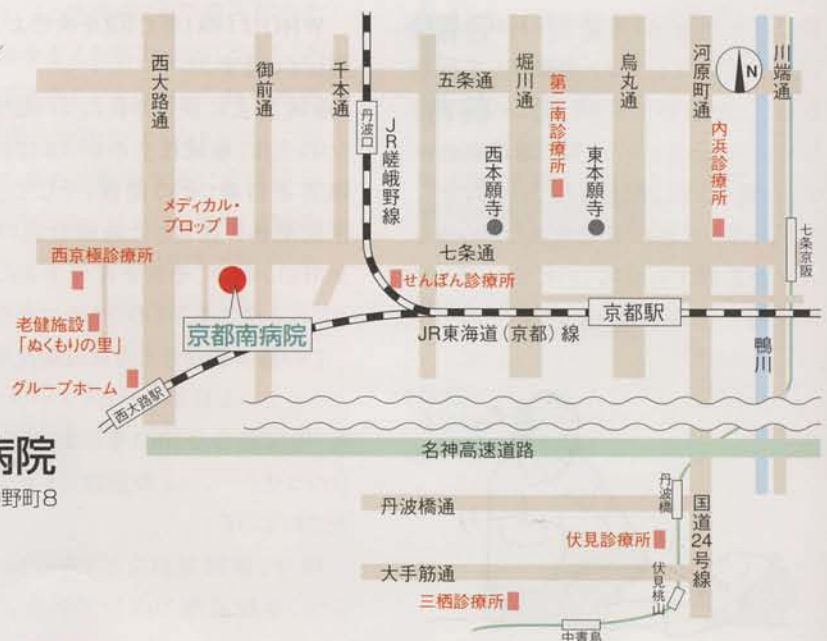 西大路通
御前通
千本通
丹波口
JR嵯峨野線
五条通
堀川通
第二南診療所
烏丸通
河原町通
N
川端通
内浜診療所
西本願寺
東本願寺
メディカル・
プロップ
七条通
七条京阪
西京極診療所
せんぽん診療所
京都駅
老健施設
「ぬくもりの里」
京都南病院
JR東海道(京都)線
鴨川
グループホーム
西大路駅
病院
野町8
名神高速道路
丹波橋通
丹波橋
国道24号線
伏見診療所
大手筋通
伏見桃山
三栖診療所
中書島